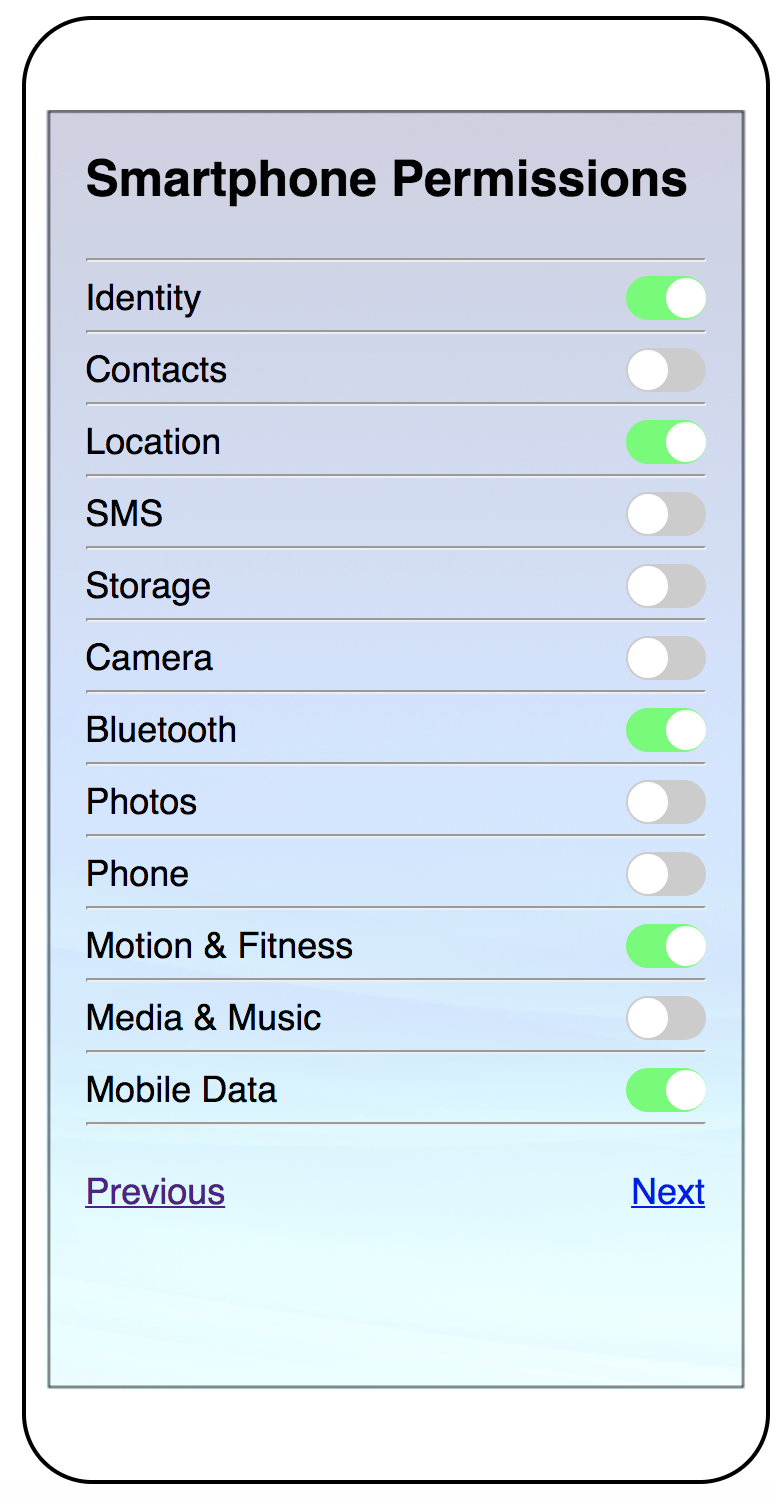 Smartphone Permissions
Identity
Contacts
Location
SMS
Storage
Camera
Bluetooth
Photos
Phone
Motion & Fitness
Media & Music
Mobile Data
Previous Next